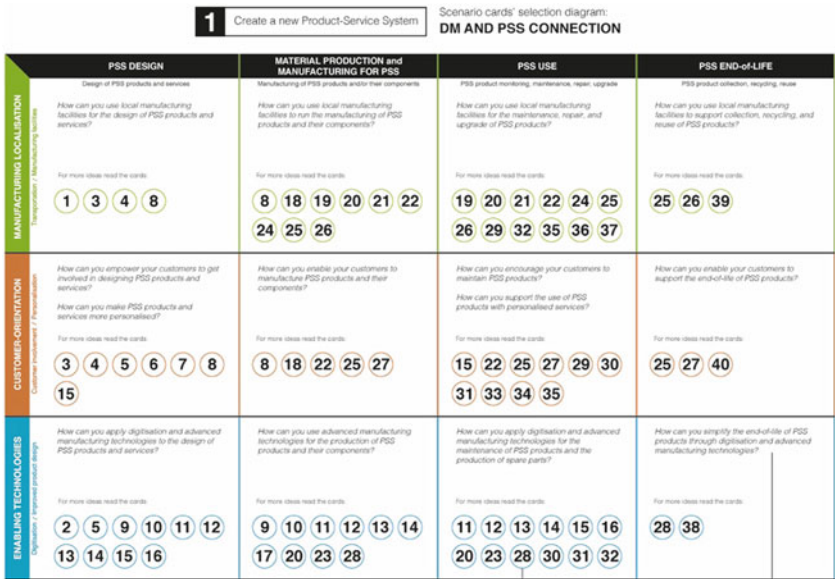 1 Create a new Product-Service System
Scenario cards' selection diagram:
DM AND PSS CONNECTION
PSS DESIGN
MATERIAL PRODUCTION and
MANUFACTURING FOR PSS
PSS USE
PSS END-of-LIFE
MANUFACTURING LOCALISATION
Transportation / Manufacturing facilities
Design of PSS products and services
How can you use local manufacturing
facilities for the design of PSS products and
services?
For more ideas read the cards:
1 3 4 8
Manufacturing of PSS products and/or their components
How can you use local manufacturing
facilities to run the manufacturing of PSS
products and their components?
For more ideas read the cards:
8 18 19 20 21 22
24 25 26
PSS product monitoring, maintenance, repair, upgrade
How can you use local manufacturing
facilities for the maintenance, repair, and
upgrade of PSS products?
For more ideas read the cards:
19 20 21 22 24 25
26 29 32 35 36 37
PSS product collection, recycling, reuse
How can you use local manufacturing
facilities to support collection, recycling, and
reuse of PSS products?
For more ideas read the cards:
25 26 39
CUSTOMER-ORIENTATION
Customer involvement / Personalisation
How can you empower your customers to get
involved in designing PSS products and
services?
How can you make PSS products and
services more personalised?
For more ideas read the cards:
3 4 5 6 7 8
15
How can you enable your customers to
manufacture PSS products and their
components?
For more ideas read the cards:
8 18 22 25 27
How can you encourage your customers to
maintain PSS products?
How can you support the use of PSS
products with personalised services?
For more ideas read the cards:
15 22 25 27 29 30
31 33 34 35
How can you enable your customers to
support the end-of-life of PSS products?
For more ideas read the cards:
25 27 40
ENABLING TECHNOLOGIES
Digitisation / Improved product design
How can you apply digitisation and advanced
manufacturing technologies to the design of
PSS products and services?
For more ideas read the cards:
2 5 9 10 11 12
13 14 15 16
How can you use advanced manufacturing
technologies for the production of PSS
products and their components?
For more ideas read the cards:
9 10 11 12 13 14
17 20 23 28
How can you apply digitisation and advanced
manufacturing technologies for the
maintenance of PSS products and the
production of spare parts?
For more ideas read the cards:
11 12 13 14 15 16
20 23 28 30 31 32
How can you simplify the end-of-life of PSS
products through digitisation and advanced
manufacturing technologies?
For more ideas read the cards:
28 38